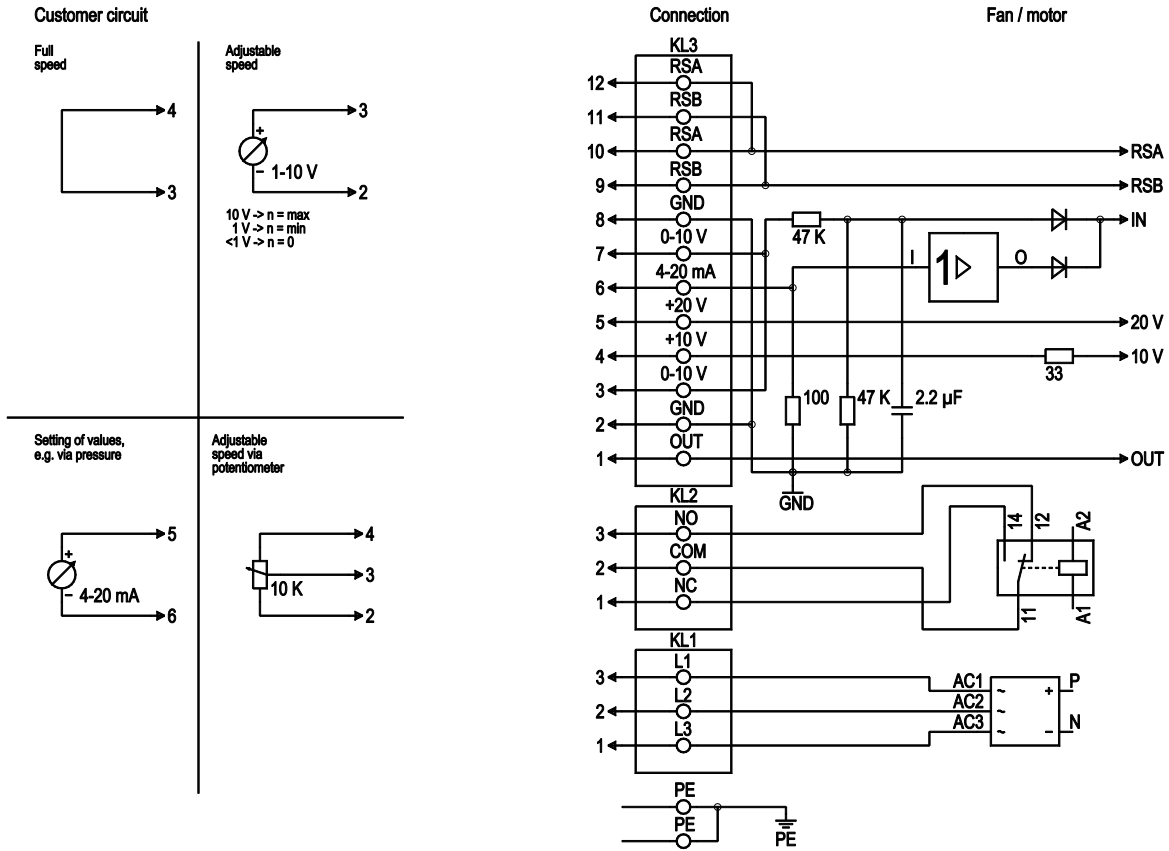 Customer circuit
Connection
Fan / motor
Full
speed
4
3
Adjustable
speed
3
+
1-10 V
−
2
10 V -> n = max
1 V -> n = min
<1 V -> n = 0
Setting of values,
e.g. via pressure
5
+
4-20 mA
−
6
Adjustable
speed via
potentiometer
4
3
10 K
2
KL3
RSA
12
RSB
11
RSA
10
RSA
RSB
9
RSB
GND
8
47 K
IN
0-10 V
7
I
1
O
4-20 mA
6
+20 V
5
20 V
+10 V
4
33
10 V
0-10 V
3
100
47 K
2.2 µF
GND
2
OUT
1
OUT
GND
KL2
NO
3
COM
2
NC
1
14
12
A2
11
A1
KL1
L1
3
AC1
~
+
P
L2
2
AC2
~
L3
1
AC3
~
−
N
PE
PE
PE